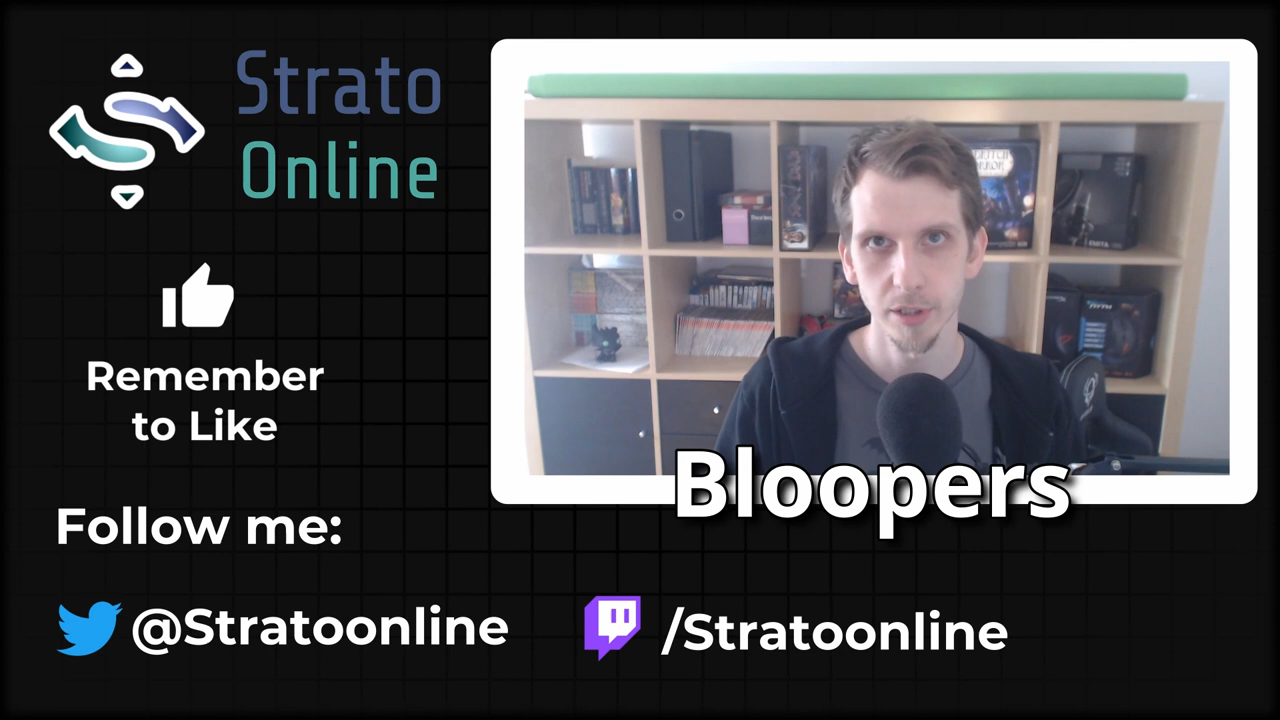 Strato
Online
Remember
to Like
Follow me:
@Stratoonline
/Stratoonline
Bloopers